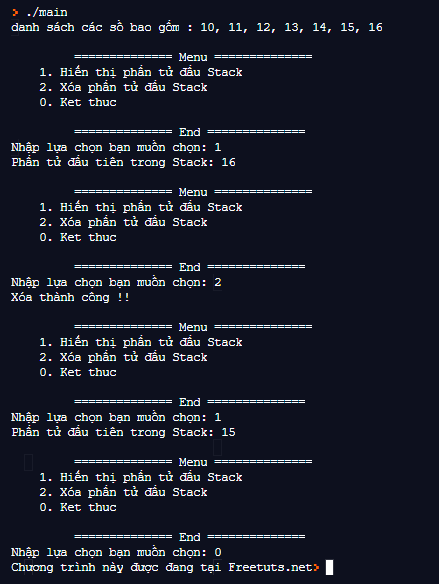 > ./main
danh sách các số bao gồm : 10, 11, 12, 13, 14, 15, 16
============== Menu ==============
1. Hiển thị phần tử đầu Stack
2. Xóa phần tử đầu Stack
0. Ket thuc
============== End ==============
Nhập lựa chọn bạn muốn chọn: 1
Phần tử đầu tiên trong Stack: 16
============== Menu ==============
1. Hiển thị phần tử đầu Stack
2. Xóa phần tử đầu Stack
0. Ket thuc
============== End ==============
Nhập lựa chọn bạn muốn chọn: 2
Xóa thành công !!
============== Menu ==============
1. Hiển thị phần tử đầu Stack
2. Xóa phần tử đầu Stack
0. Ket thuc
============== End ==============
Nhập lựa chọn bạn muốn chọn: 1
Phần tử đầu tiên trong Stack: 15
============== Menu ==============
1. Hiển thị phần tử đầu Stack
2. Xóa phần tử đầu Stack
0. Ket thuc
============== End ==============
Nhập lựa chọn bạn muốn chọn: 0
Chương trình này được đang tại Freetuts.net>